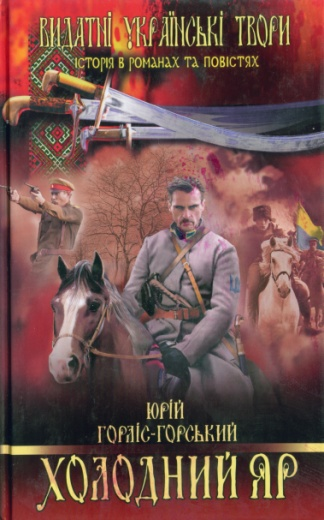 ВИДАТНІ УКРАЇНСЬКІ ТВОРИ
ІСТОРІЯ В РОМАНАХ ТА ПОВІСТЯХ
ЮРІЙ
ГОРЛІС-ГОРСЬКИЙ
ХОЛОДНИЙ ЯР